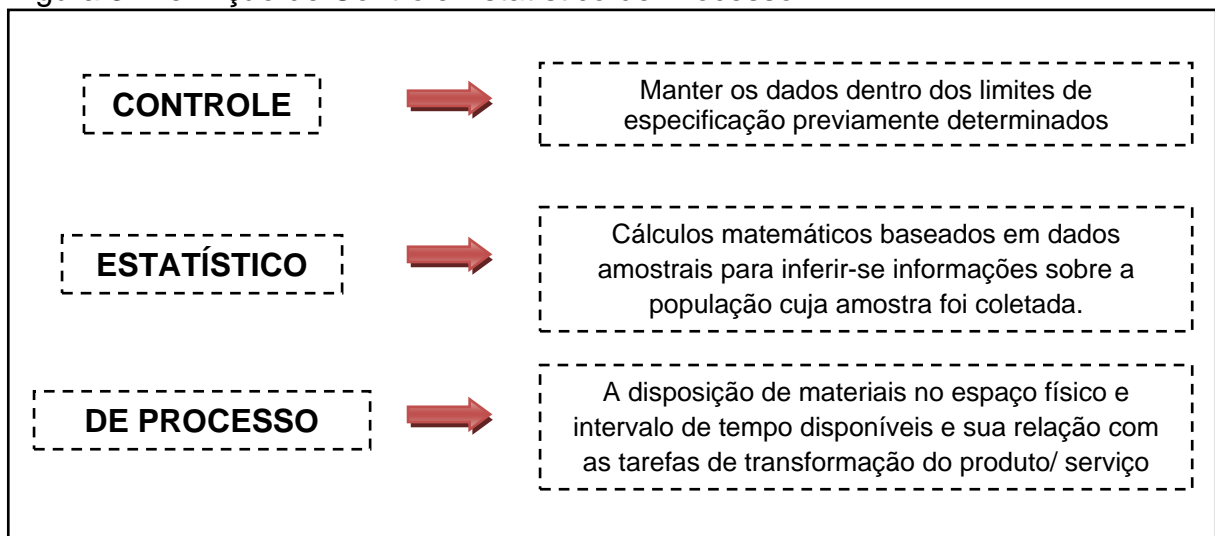 CONTROLE
Manter os dados dentro dos limites de
especificação previamente determinados
ESTATÍSTICO
Cálculos matemáticos baseados em dados
amostrais para inferir-se informações sobre a
população cuja amostra foi coletada.
DE PROCESSO
A disposição de materiais no espaço físico e
intervalo de tempo disponíveis e sua relação com
as tarefas de transformação do produto/ serviço